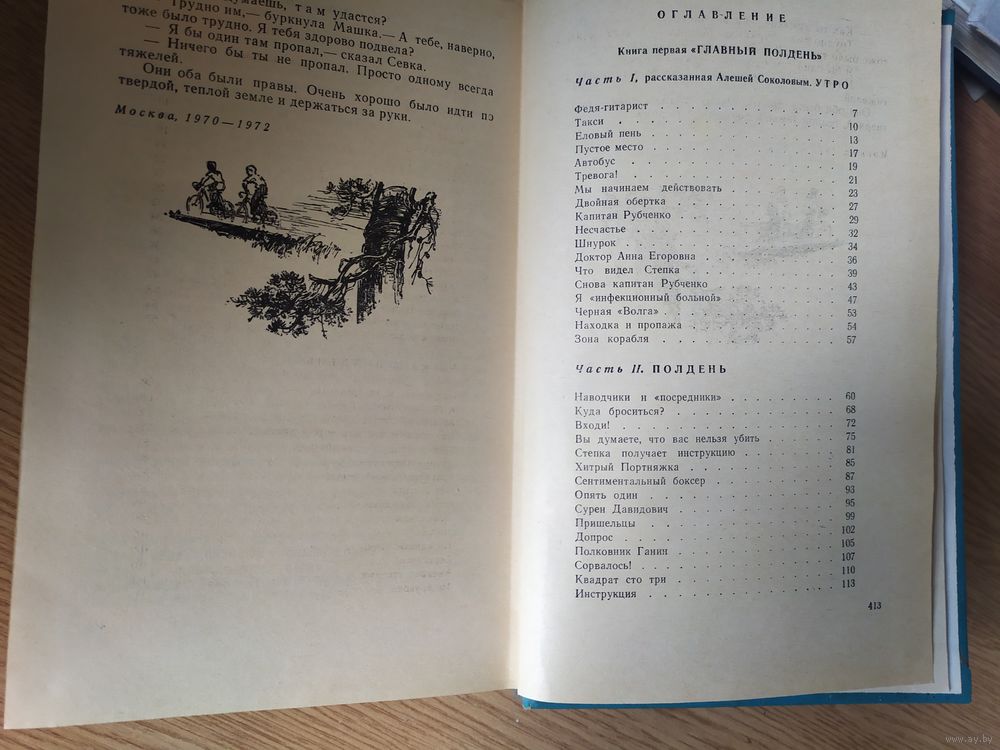 думаешь, там удастся?
— Трудно им,— буркнула Машка.— А тебе, наверно,
тоже было трудно. Я тебя здорово подвела?
— Я бы один там пропал,— сказал Севка.
— Ничего бы ты не пропал. Просто одному всегда
тяжелей.
Они оба были правы. Очень хорошо было идти по
твердой, теплой земле и держаться за руки.
Москва, 1970—1972
ОГЛАВЛЕНИЕ
Книга первая «ГЛАВНЫЙ ПОЛДЕНЬ»
Часть I, рассказанная Алешей Соколовым. УТРО
Федя-гитарист . . . . . . . . . . . 7
Такси . . . . . . . . . . . 10
Еловый пень . . . . . . . . . . . 13
Пустое место . . . . . . . . . . . 17
Автобус . . . . . . . . . . . 19
Тревога! . . . . . . . . . . . 21
Мы начинаем действовать . . . . . . . . 23
Двойная обертка . . . . . . . . . . 27
Капитан Рубченко . . . . . . . . . . 29
Несчастье . . . . . . . . . . . 32
Шнурок . . . . . . . . . . . 34
Доктор Анна Егоровна . . . . . . . . . 36
Что видел Степка . . . . . . . . . . 39
Снова капитан Рубченко . . . . . . . . 43
Я «инфекционный больной» . . . . . . . . 47
Черная «Волга» . . . . . . . . . . 53
Находка и пропажа . . . . . . . . . 54
Зона корабля . . . . . . . . . . . 57
Часть II. ПОЛДЕНЬ
Наводчики и «посредники» . . . . . . . . 60
Куда броситься? . . . . . . . . . . 68
Входи! . . . . . . . . . . . 72
Вы думаете, что вас нельзя убить . . . . . . 75
Степка получает инструкцию . . . . . . . 81
Хитрый Портняжка . . . . . . . . . . 85
Сентиментальный боксер . . . . . . . . 87
Опять один . . . . . . . . . . . 93
Сурен Давидович . . . . . . . . . . 95
Пришельцы . . . . . . . . . . . 99
Допрос . . . . . . . . . . . 102
Полковник Ганин . . . . . . . . . . 105
Сорвалось! . . . . . . . . . . . 107
Квадрат сто три . . . . . . . . . . 110
Инструкция . . . . . . . . . . . 113
413
www.ay.by